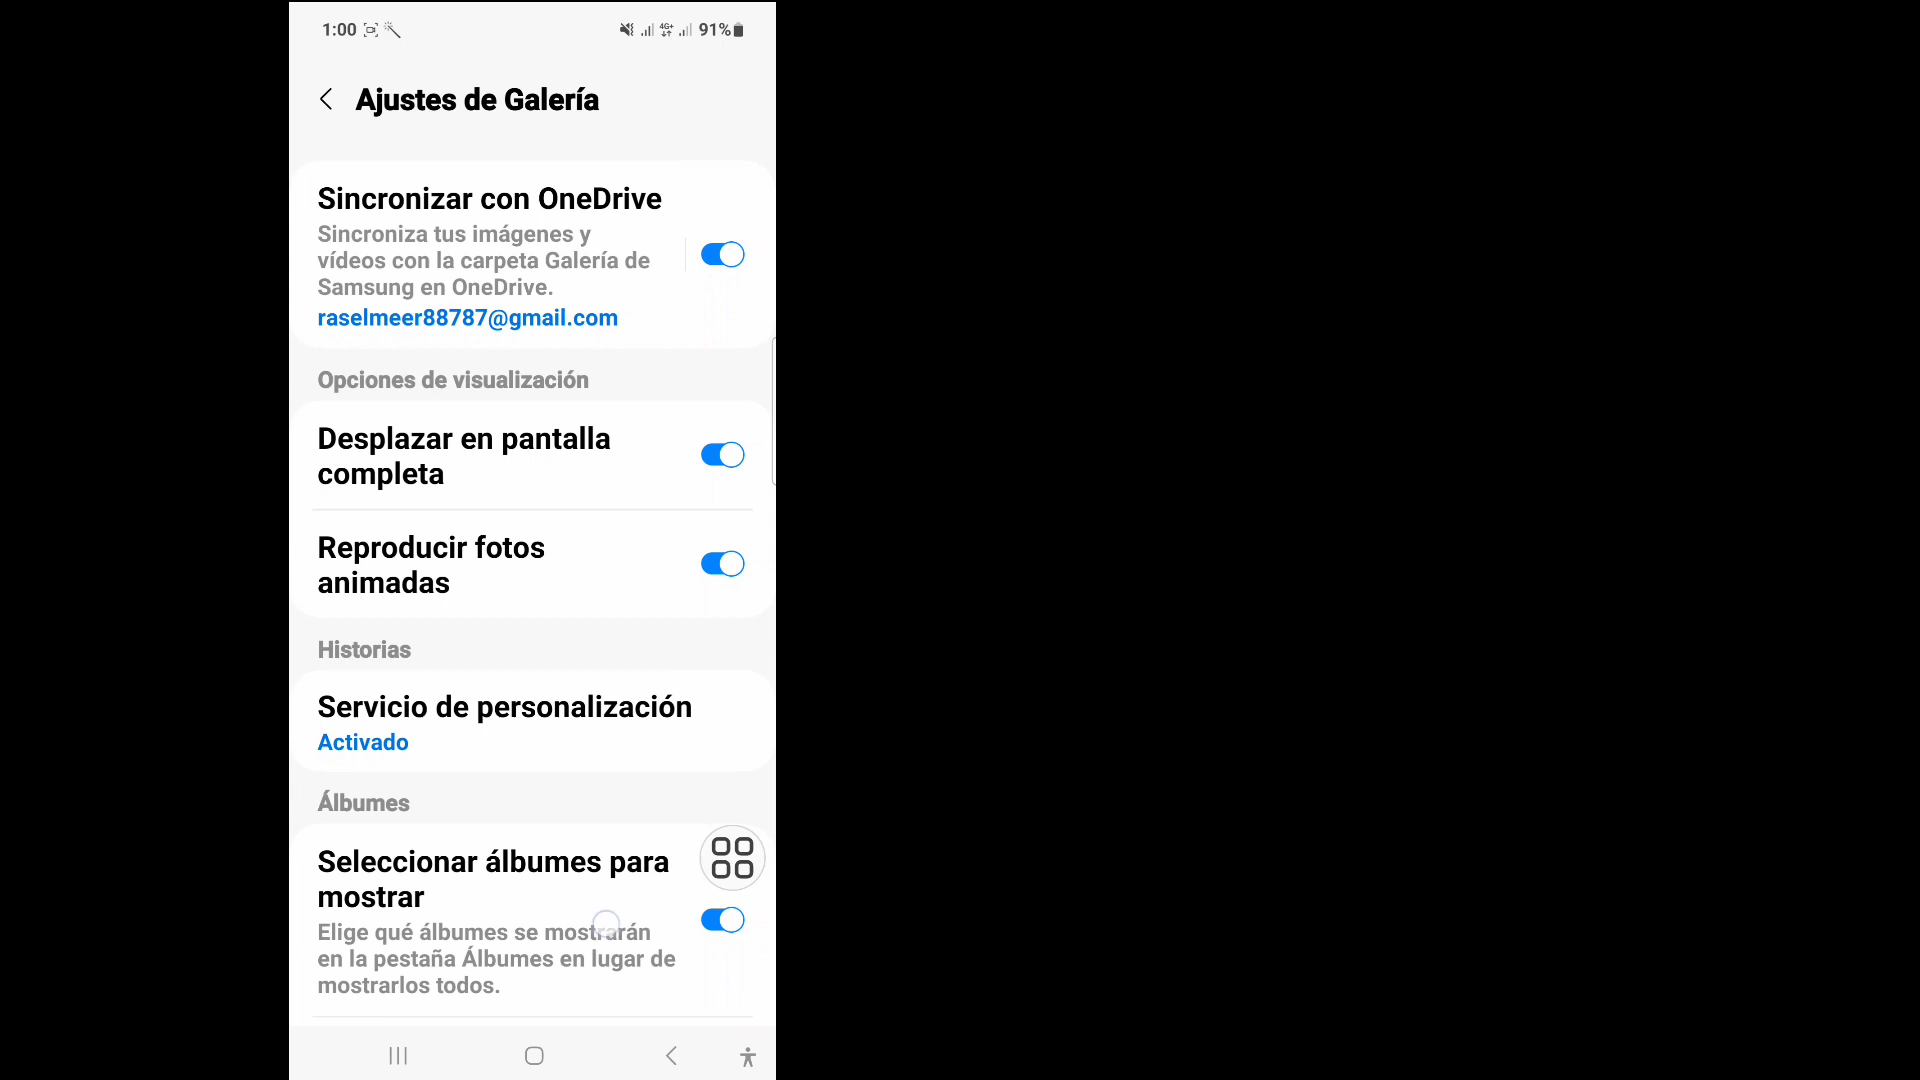 1:00
4G+
91%
Ajustes de Galería
Sincronizar con OneDrive
Sincroniza tus imágenes y
vídeos con la carpeta Galería de
Samsung en OneDrive.
raselmeer88787@gmail.com
Opciones de visualización
Desplazar en pantalla
completa
Reproducir fotos
animadas
Historias
Servicio de personalización
Activado
Álbumes
Seleccionar álbumes para
mostrar
Elige qué álbumes se mostrarán
en la pestaña Álbumes en lugar de
mostrarlos todos.